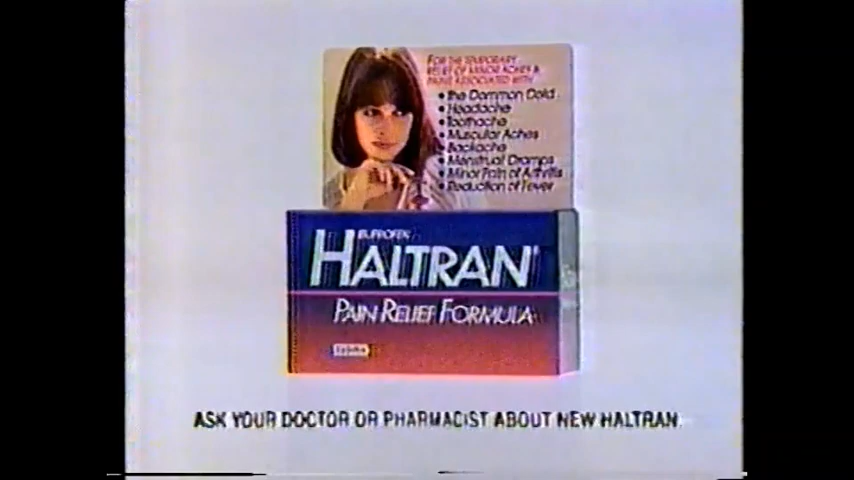 FOR THE TEMPORARY
RELIEF OF MINOR ACHES &
PAINS ASSOCIATED WITH
• the Common Cold
• Headache
• Toothache
• Muscular Aches
• Backache
• Menstrual Cramps
• Minor Pain of Arthritis
• Reduction of Fever
IBUPROFEN
HALTRAN
PAIN RELIEF FORMULA
Upjohn
ASK YOUR DOCTOR OR PHARMACIST ABOUT NEW HALTRAN.